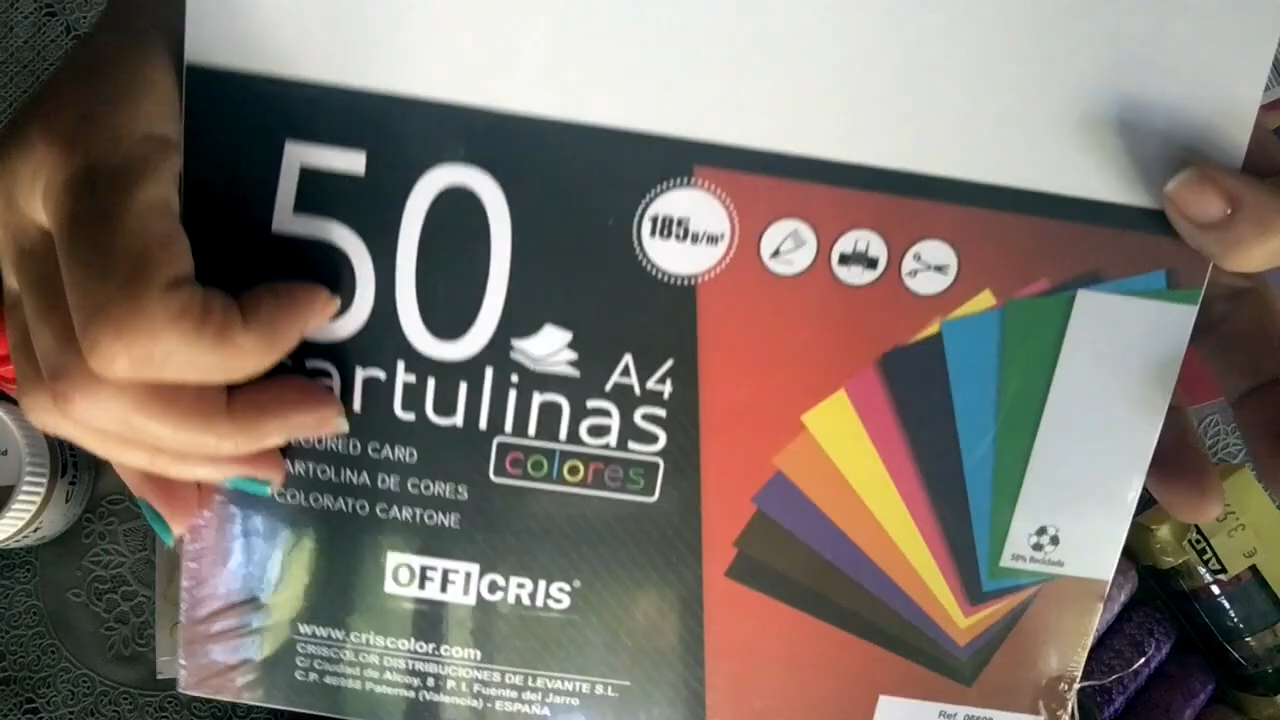 50
185g/m²
A4
artulinas
colores
OURED CARD
ARTOLINA DE CORES
COLORATO CARTONE
50% Reciclado
OFFICRIS®
www.criscolor.com
CRISCOLOR DISTRIBUCIONES DE LEVANTE S.L.
C/ Ciudad de Alcoy, 8 - P. I. Fuente del Jarro
C.P. 46988 Paterna (Valencia) - ESPAÑA
Ref.